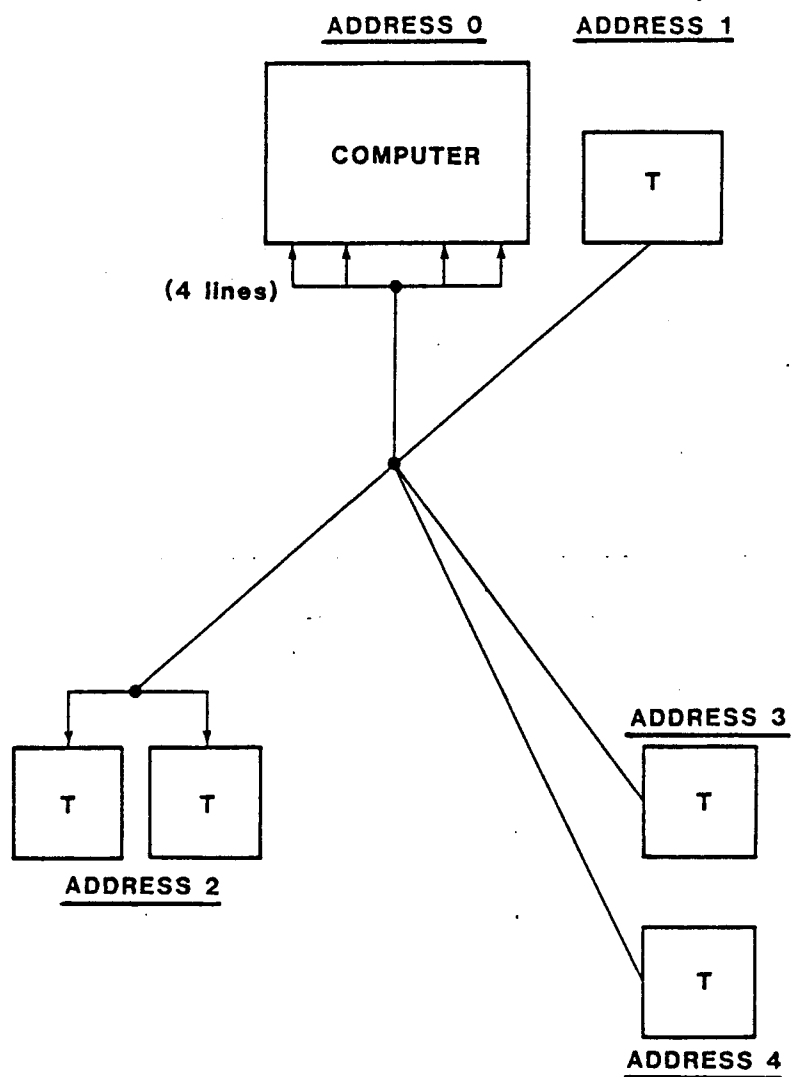 ADDRESS 0
ADDRESS 1
COMPUTER
T
(4 lines)
ADDRESS 3
T
T
T
ADDRESS 2
T
ADDRESS 4